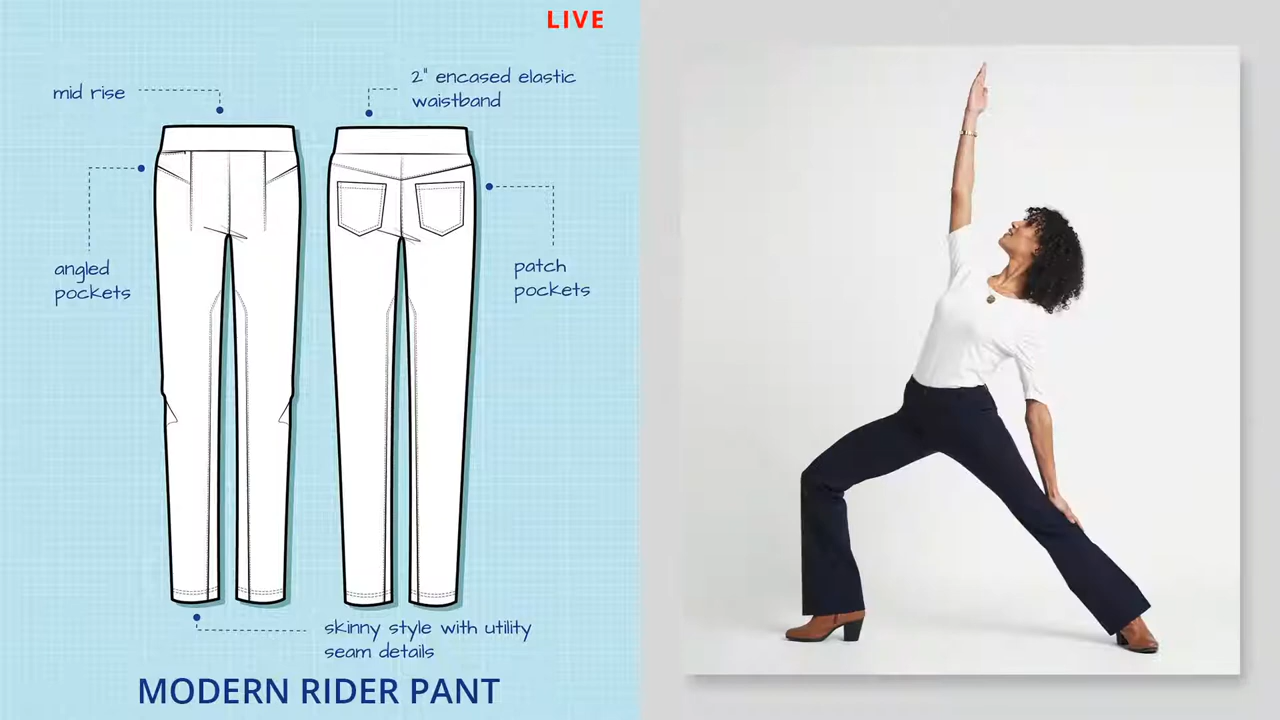 LIVE
mid rise
2" encased elastic
waistband
angled
pockets
patch
pockets
skinny style with utility
seam details
MODERN RIDER PANT